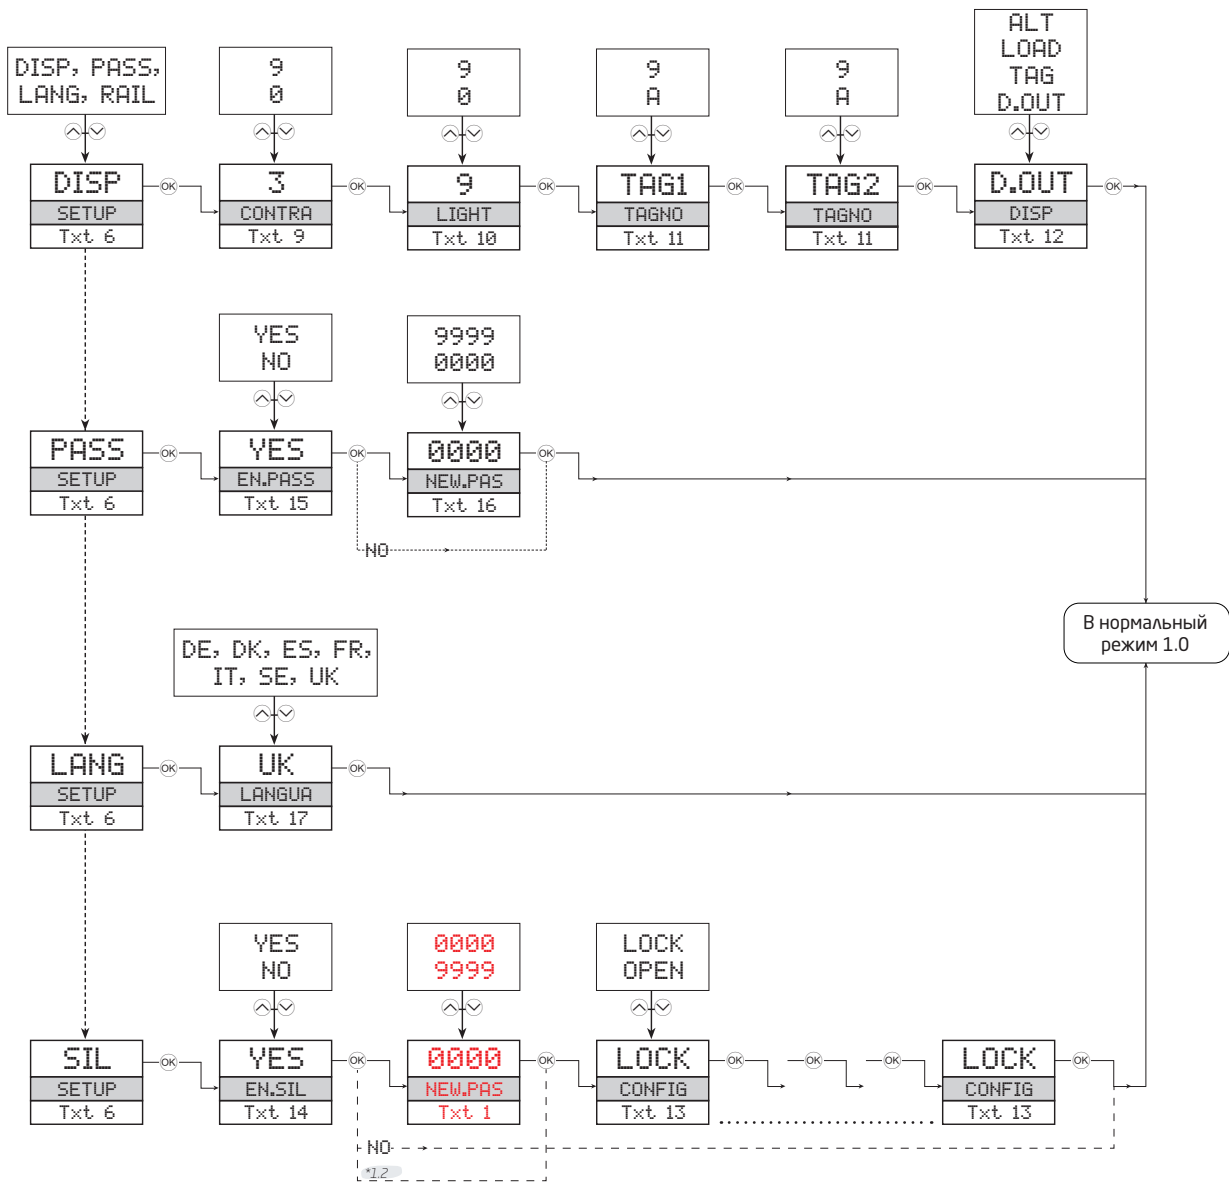 DISP, PASS,
LANG, RAIL
9
0
9
0
9
A
9
A
ALT
LOAD
TAG
D.OUT
DISP
SETUP
Txt 6
OK
3
CONTRA
Txt 9
OK
9
LIGHT
Txt 10
OK
TAG1
TAGNO
Txt 11
OK
TAG2
TAGNO
Txt 11
OK
D.OUT
DISP
Txt 12
OK
YES
NO
9999
0000
PASS
SETUP
Txt 6
OK
YES
EN.PASS
Txt 15
OK
0000
NEW.PAS
Txt 16
OK
NO
В нормальный
режим 1.0
DE, DK, ES, FR,
IT, SE, UK
LANG
SETUP
Txt 6
OK
UK
LANGUA
Txt 17
OK
YES
NO
0000
9999
LOCK
OPEN
SIL
SETUP
Txt 6
OK
YES
EN.SIL
Txt 14
OK
0000
NEW.PAS
Txt 1
OK
LOCK
CONFIG
Txt 13
OK
OK
OK
LOCK
CONFIG
Txt 13
OK
NO
*1.2